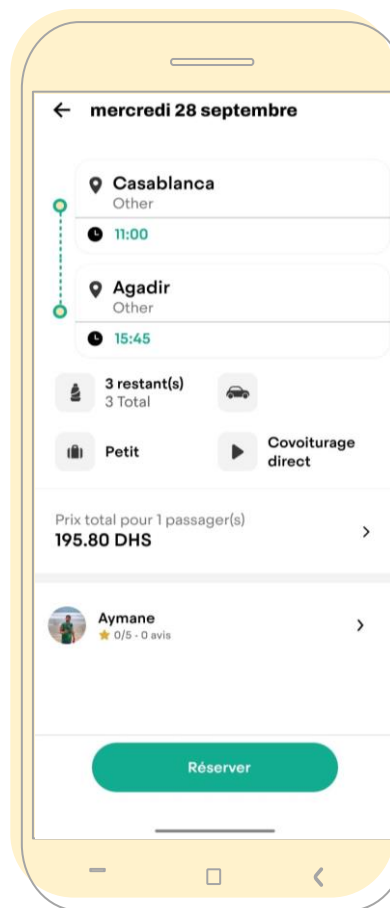 mercredi 28 septembre
Casablanca
Other
11:00
Agadir
Other
15:45
3 restant(s)
3 Total
Petit
Covoiturage
direct
Prix total pour 1 passager(s)
195.80 DHS
Aymane
0/5 - 0 avis
Réserver